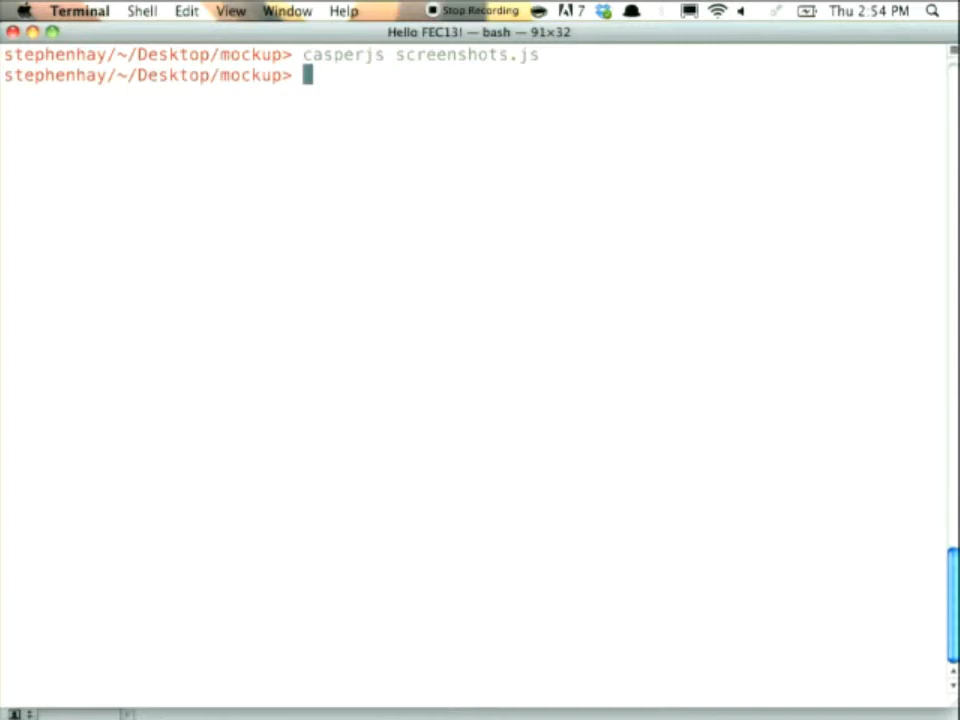 Terminal Shell Edit View Window Help Stop Recording 7 Thu 2:54 PM
Hello FEC13! — bash — 91×32
stephenhay/~/Desktop/mockup> casperjs screenshots.js
stephenhay/~/Desktop/mockup>